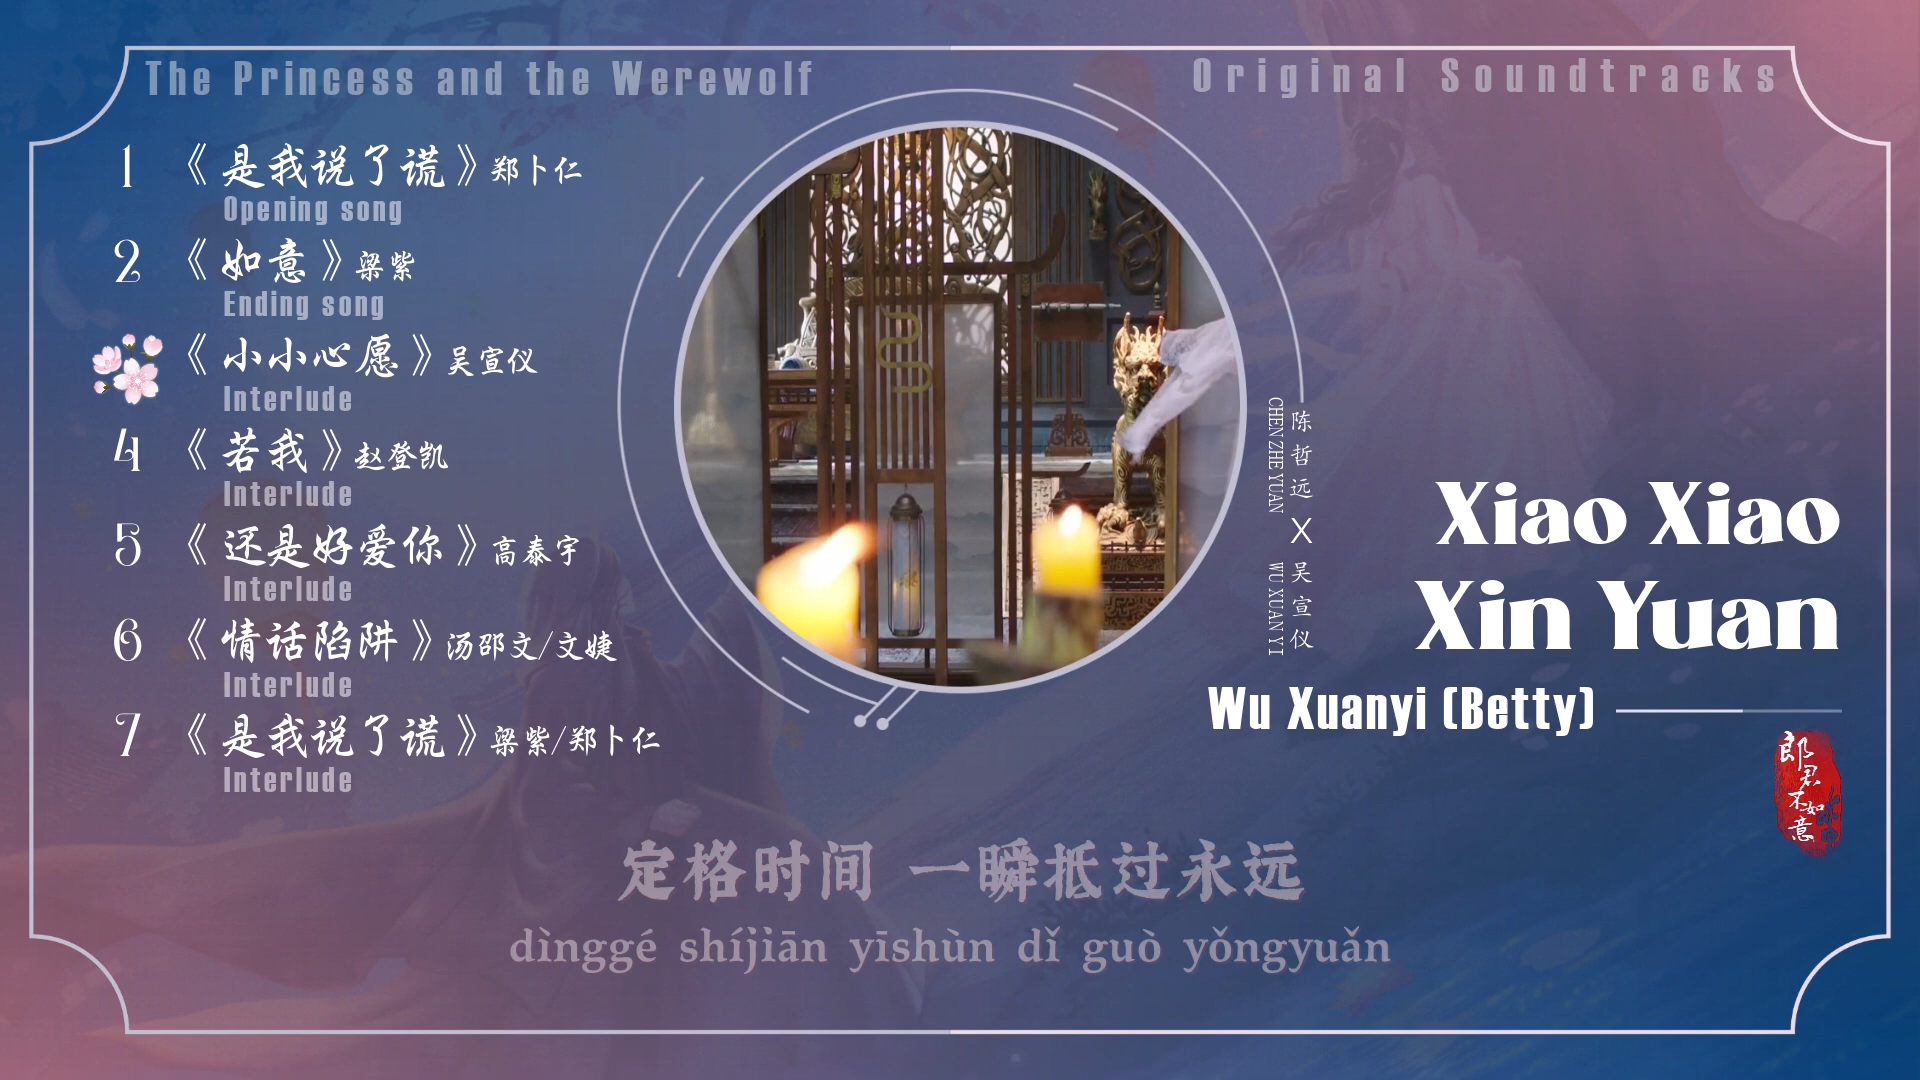 The Princess and the Werewolf
Original Soundtracks
1 《是我说了谎》郑卜仁
Opening song
2 《如意》梁紫
Ending song
《小小心愿》吴宣仪
Interlude
4 《若我》赵登凯
Interlude
5 《还是好爱你》高泰宇
Interlude
6 《情话陷阱》汤邵文/文婕
Interlude
7 《是我说了谎》梁紫/郑卜仁
Interlude
陈哲远 X 吴宣仪
CHEN ZHE YUAN
WU XUAN YI
Xiao Xiao
Xin Yuan
Wu Xuanyi (Betty)
郎君不如意
定格时间 一瞬抵过永远
dìnggé shíjiān yīshùn dǐ guò yǒngyuǎn